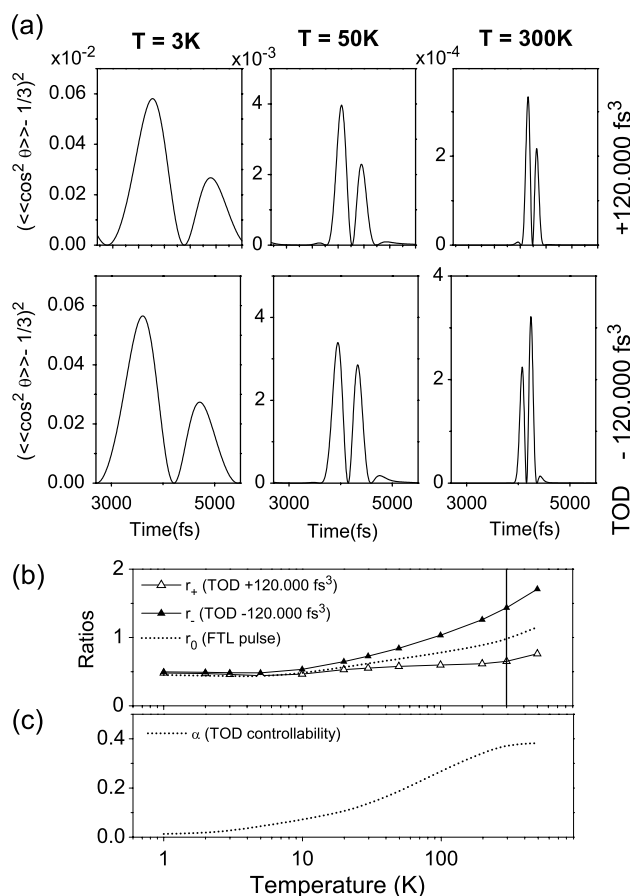 (a)
T = 3K
T = 50K
T = 300K
x10⁻²
x10⁻³
x10⁻⁴
(<<cos² θ>>- 1/3)²
0.06
0.04
0.02
0.00
4
2
0
4
2
0
+120.000 fs³
(<<cos² θ>>- 1/3)²
0.06
0.04
0.02
0.00
4
2
0
4
2
0
TOD - 120.000 fs³
3000
5000
3000
5000
3000
5000
Time(fs)
Time(fs)
Time(fs)
(b)
Ratios
2
1
0
r₊ (TOD +120.000 fs³)
r₋ (TOD -120.000 fs³)
r₀ (FTL pulse)
(c)
0.4
0.2
0.0
α (TOD controllability)
1
10
100
Temperature (K)